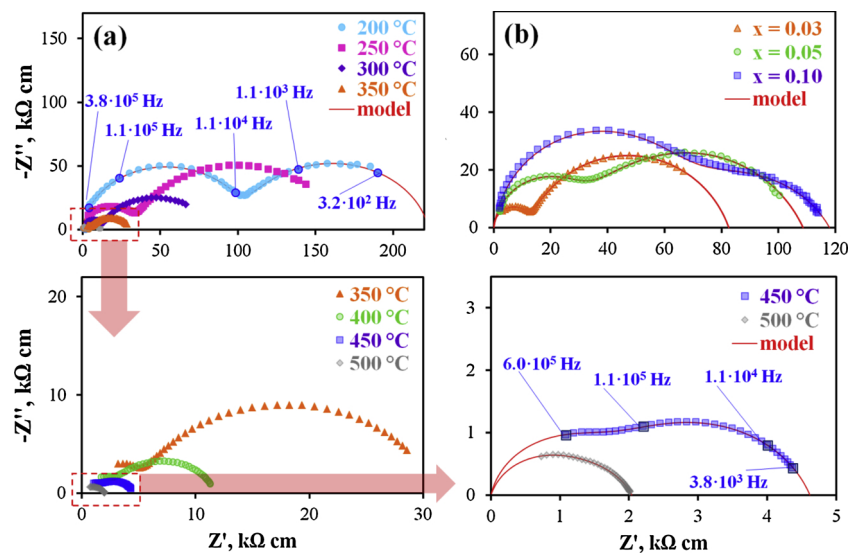 (a)
200 °C
250 °C
300 °C
350 °C
model
3.8·10⁵ Hz
1.1·10⁵ Hz
1.1·10⁴ Hz
1.1·10³ Hz
3.2·10² Hz
-Z'', kΩ cm
150
100
50
0
0 50 100 150 200
(b)
x = 0.03
x = 0.05
x = 0.10
model
80
60
40
20
0
0 20 40 60 80 100 120
350 °C
400 °C
450 °C
500 °C
-Z'', kΩ cm
20
10
0
0 10 20 30
Z', kΩ cm
450 °C
500 °C
model
6.0·10⁵ Hz
1.1·10⁵ Hz
1.1·10⁴ Hz
3.8·10³ Hz
3
2
1
0
0 1 2 3 4 5
Z', kΩ cm